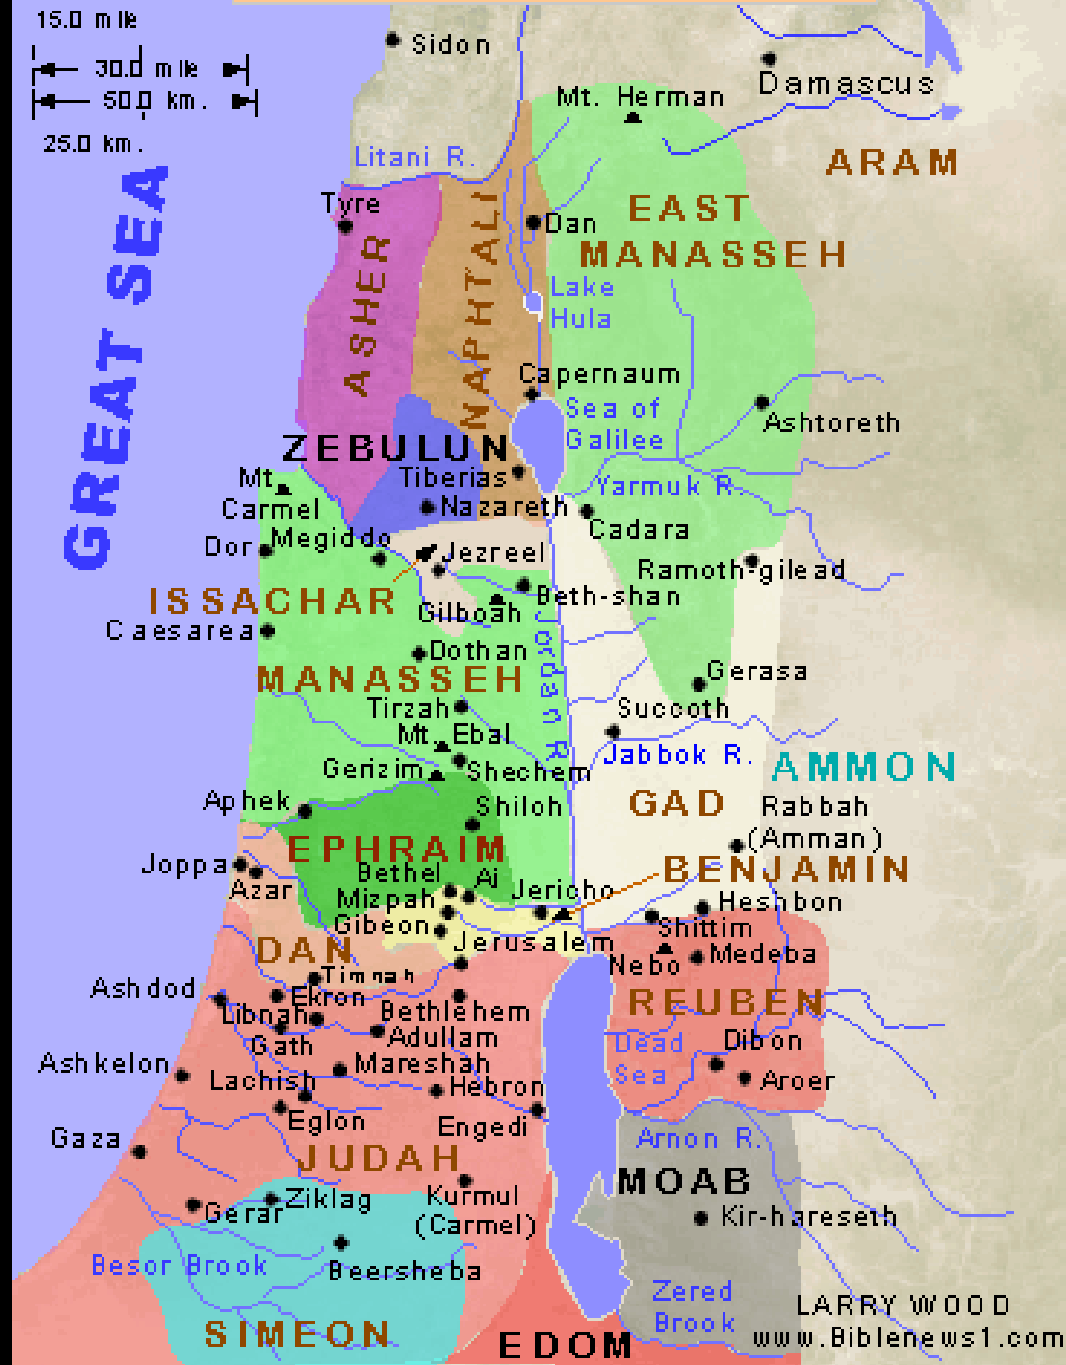 15.0 mile
30.0 mile
50.0 km.
25.0 km.
Sidon
Damascus
Mt. Herman
Litani R.
ARAM
GREAT SEA
Tyre
EAST
MANASSEH
Dan
ASHER
NAPHTALI
Lake
Hula
Capernaum
Sea of
Galilee
Ashtoreth
ZEBULUN
Tiberias
Mt.
Carmel
Nazareth
Yarmuk R.
Cadara
Dor
Megiddo
Jezreel
Ramoth-gilead
ISSACHAR
Beth-shan
Gilboah
Caesarea
Dothan
Jordan R.
MANASSEH
Gerasa
Tirzah
Succoth
Mt. Ebal
Jabbok R.
Gerizim
Shechem
AMMON
Aphek
Shiloh
GAD
Rabbah
(Amman)
EPHRAIM
Joppa
Azar
Bethel
Ai
BENJAMIN
Mizpah
Jericho
Heshbon
Gibeon
Shittim
DAN
Jerusalem
Nebo
Medeba
Timnah
Ashdod
Ekron
REUBEN
Libnah
Bethlehem
Gath
Adullam
Dead
Sea
Dibon
Ashkelon
Mareshah
Lachish
Hebron
Aroer
Eglon
Engedi
Gaza
Arnon R.
JUDAH
MOAB
Ziklag
Kurmul
(Carmel)
Gerar
Kir-hareseth
Besor Brook
Beersheba
Zered
Brook
SIMEON
EDOM
LARRY WOOD
www.Biblenews1.com